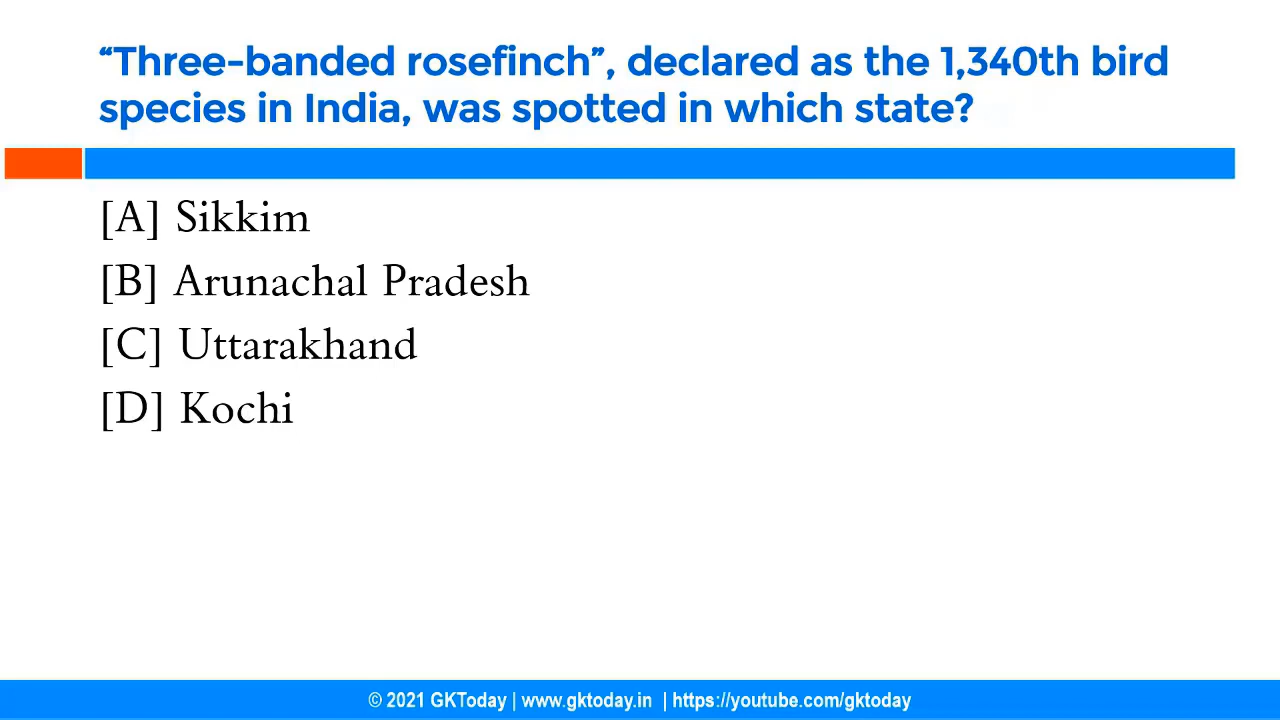 “Three-banded rosefinch”, declared as the 1,340th bird
species in India, was spotted in which state?
[A] Sikkim
[B] Arunachal Pradesh
[C] Uttarakhand
[D] Kochi
© 2021 GKToday | www.gktoday.in | https://youtube.com/gktoday